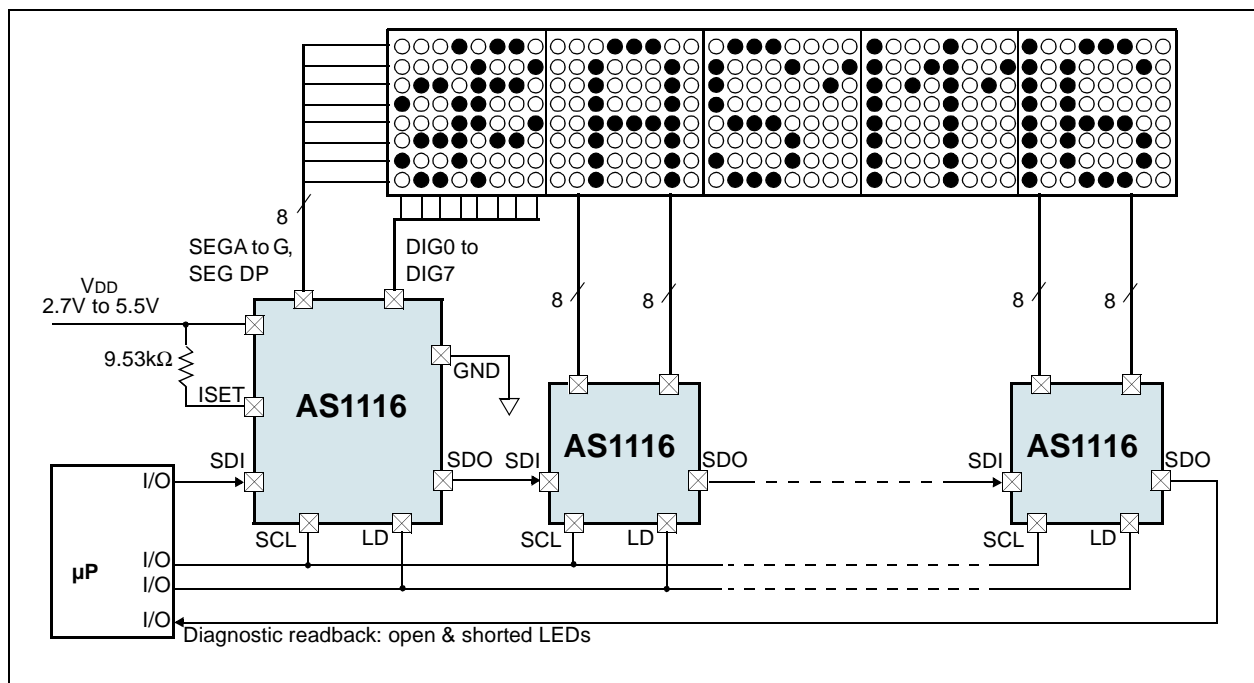 AS1116
8
SEGA to G,
SEG DP
DIG0 to
DIG7
VDD
2.7V to 5.5V
9.53kΩ
ISET
GND
AS1116
SDI
SDO
SCL
LD
8
8
SDI
AS1116
SDO
SCL
LD
8
8
SDI
AS1116
SDO
SCL
LD
µP
I/O
I/O
I/O
I/O
Diagnostic readback: open & shorted LEDs